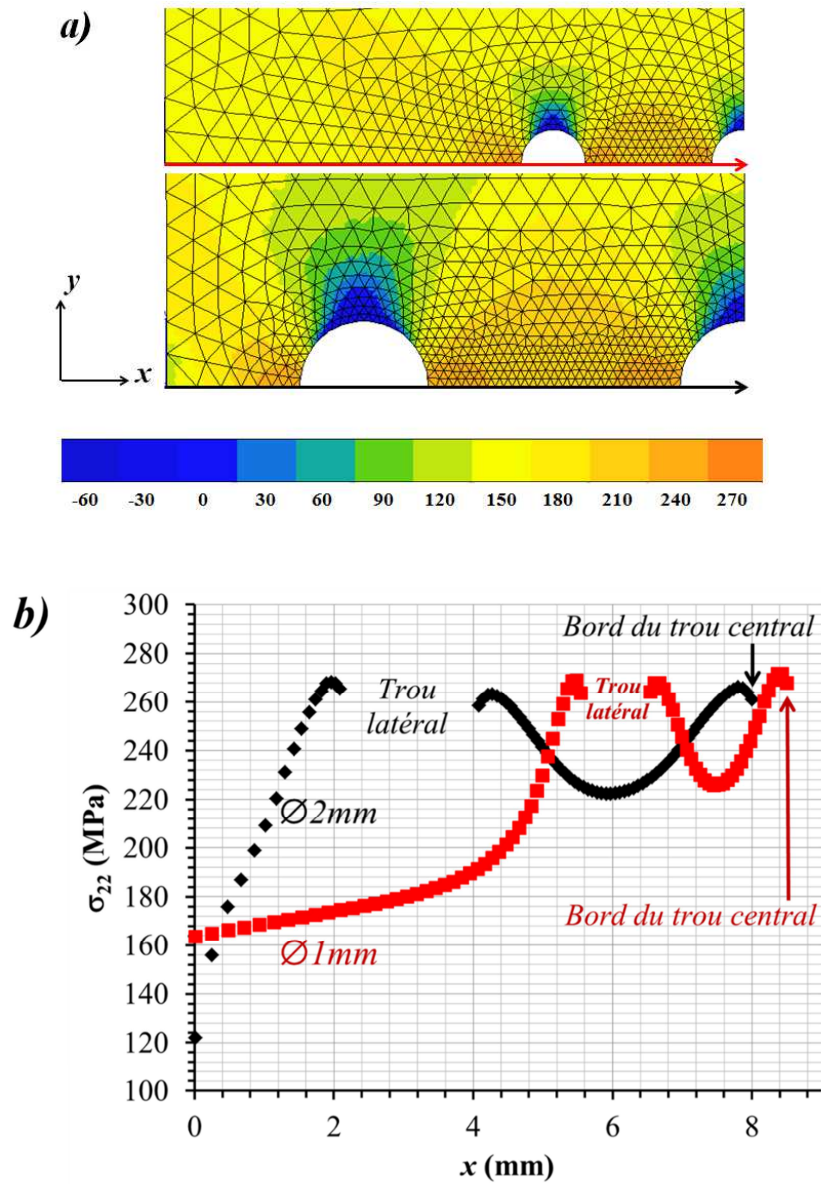 a)
y
x
-60 -30 0 30 60 90 120 150 180 210 240 270
b)
300
280
260
240
220
200
180
160
140
120
100
σ22 (MPa)
Bord du trou central
Trou
latéral
Trou
latéral
∅2mm
∅1mm
Bord du trou central
0 2 4 6 8
x (mm)